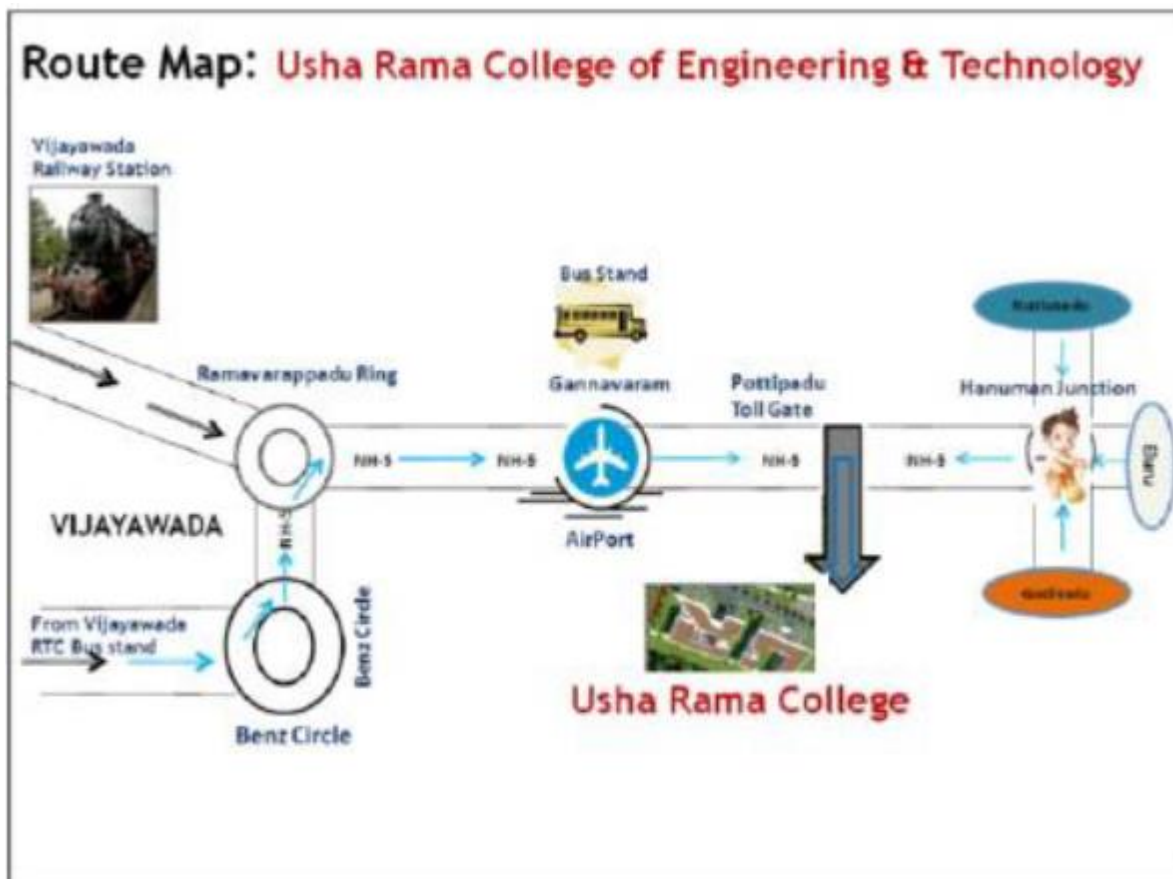 Route Map: Usha Rama College of Engineering & Technology
Vijayawada
Railway Station
Bus Stand
Ramavarappadu Ring
Gannavaram
Pottipadu
Toll Gate
Hanuman Junction
NH-5
NH-5
NH-5
NH-5
Eluru
VIJAYAWADA
NH-5
AirPort
From Vijayawada
RTC Bus stand
Benz Circle
Usha Rama College
Benz Circle